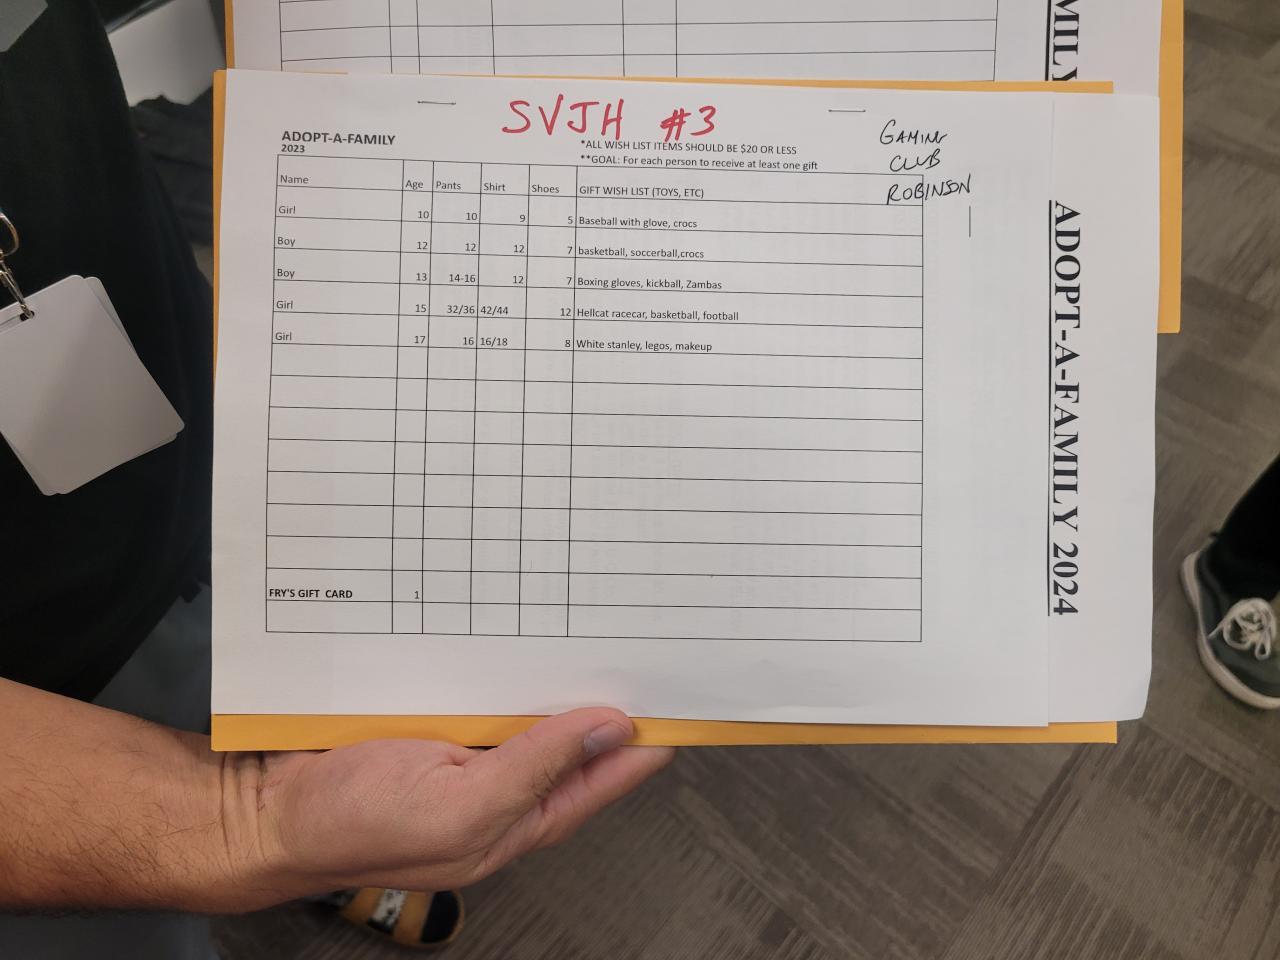 MILY
SVJH #3
GAMING
CLUB
ROBINSON
ADOPT-A-FAMILY
2023
*ALL WISH LIST ITEMS SHOULD BE $20 OR LESS
**GOAL: For each person to receive at least one gift
Name Age Pants Shirt Shoes GIFT WISH LIST (TOYS, ETC)
Girl 10 10 9 5 Baseball with glove, crocs
Boy 12 12 12 7 basketball, soccerball,crocs
Boy 13 14-16 12 7 Boxing gloves, kickball, Zambas
Girl 15 32/36 42/44 12 Hellcat racecar, basketball, football
Girl 17 16 16/18 8 White stanley, legos, makeup
FRY'S GIFT CARD 1
ADOPT-A-FAMILY 2024